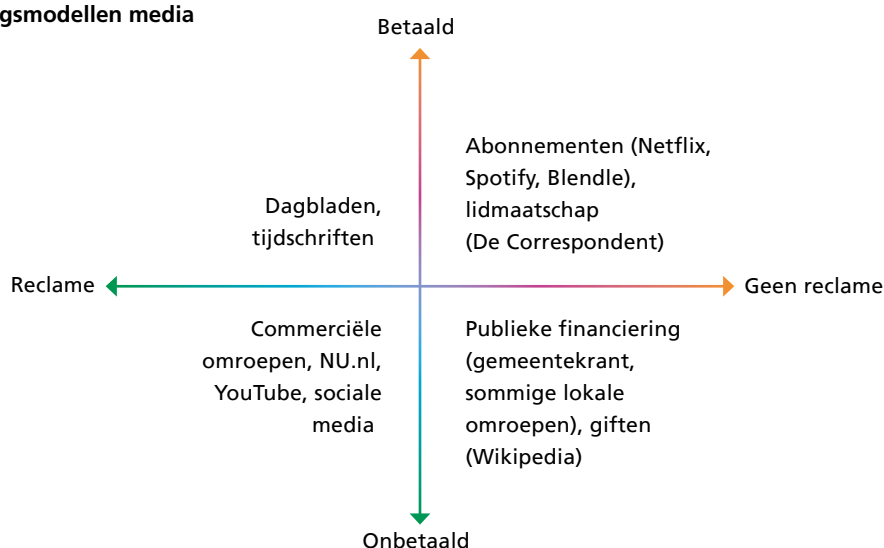 gsmodellen media
Betaald
Abonnementen (Netflix,
Spotify, Blendle),
lidmaatschap
(De Correspondent)
Dagbladen,
tijdschriften
Reclame
Geen reclame
Commerciële
omroepen, NU.nl,
YouTube, sociale
media
Publieke financiering
(gemeentekrant,
sommige lokale
omroepen), giften
(Wikipedia)
Onbetaald